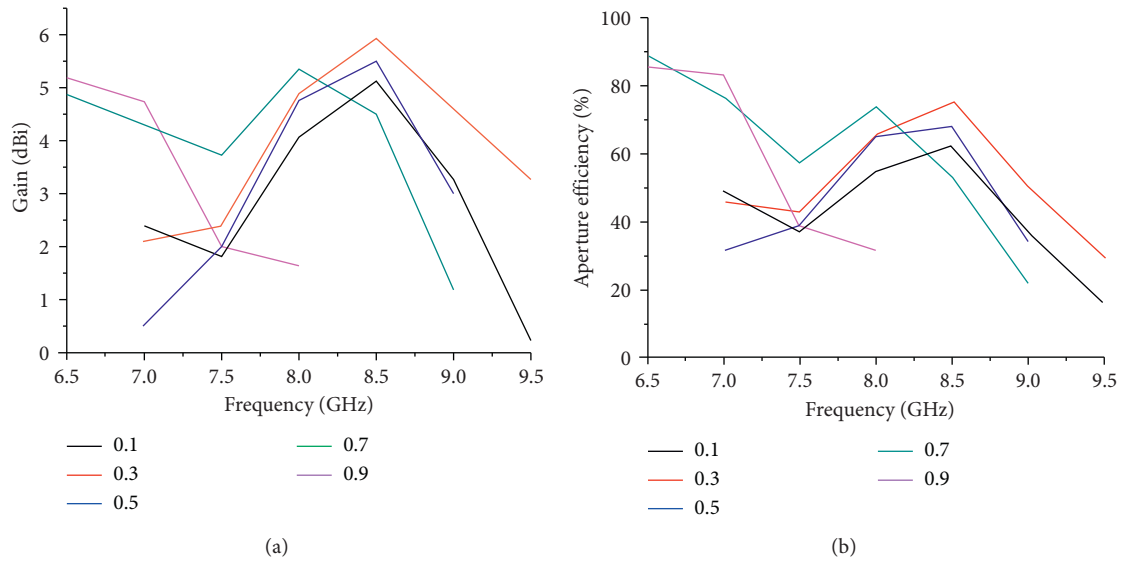 Gain (dBi)
6
5
4
3
2
1
0
6.5 7.0 7.5 8.0 8.5 9.0 9.5
Frequency (GHz)
0.1 0.7
0.3 0.9
0.5
(a)
Aperture efficiency (%)
100
80
60
40
20
0
6.5 7.0 7.5 8.0 8.5 9.0 9.5
Frequency (GHz)
0.1 0.7
0.3 0.9
0.5
(b)